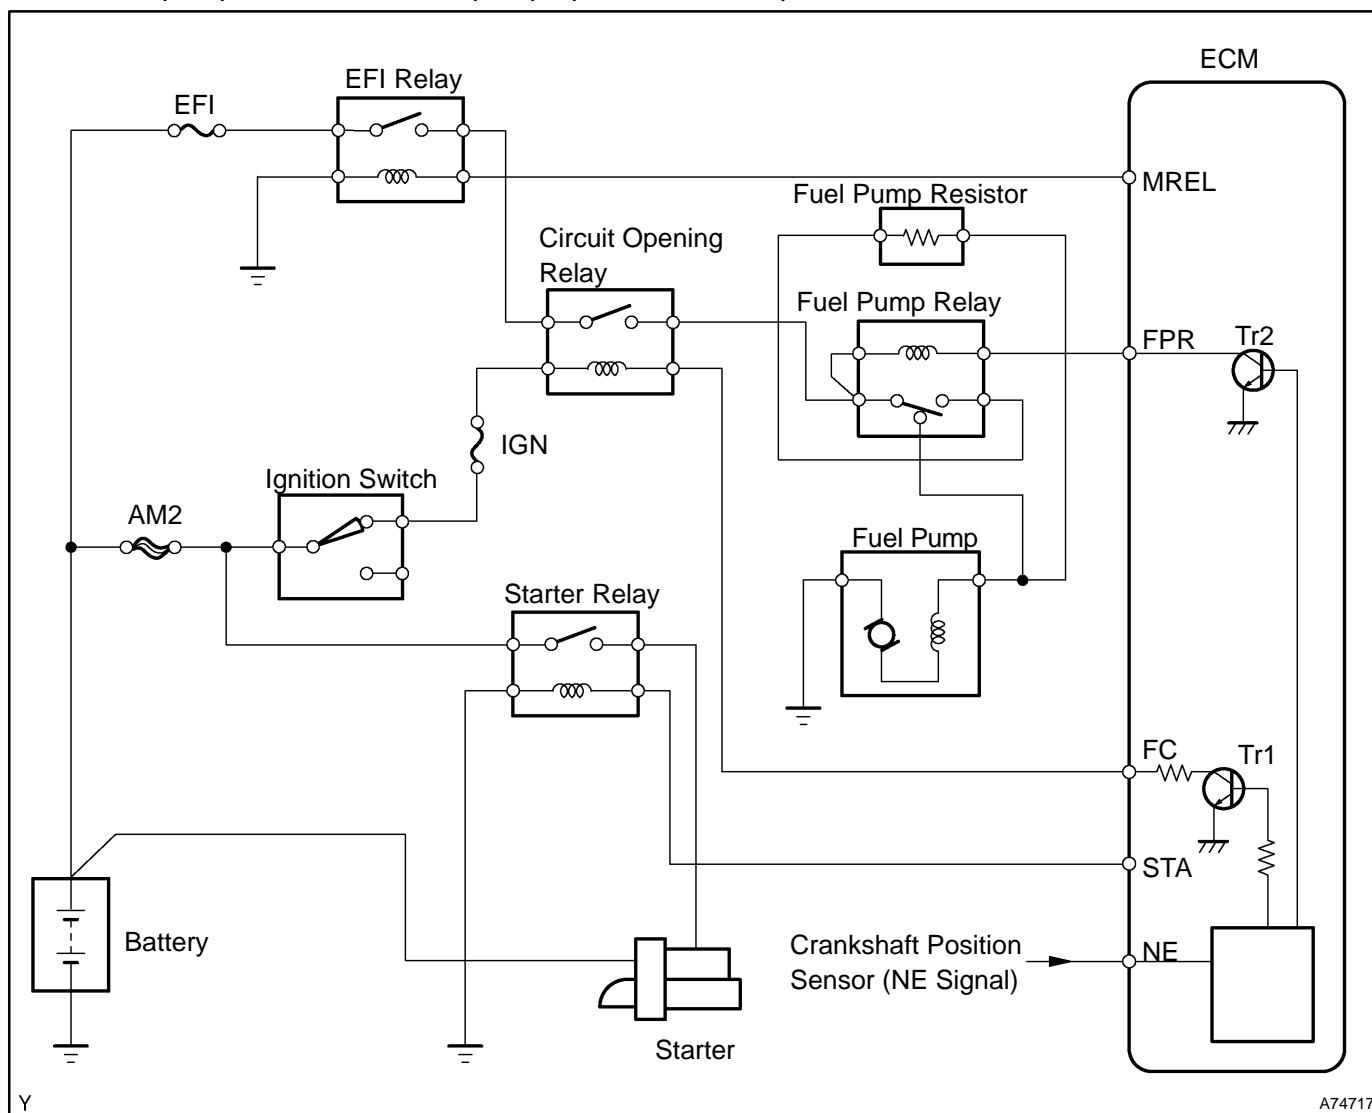 ECM
EFI Relay
EFI
MREL
Fuel Pump Resistor
Circuit Opening
Relay
Fuel Pump Relay
FPR
Tr2
IGN
Ignition Switch
AM2
Fuel Pump
Starter Relay
FC
Tr1
STA
Battery
Crankshaft Position
Sensor (NE Signal)
NE
Starter
Y
A74717